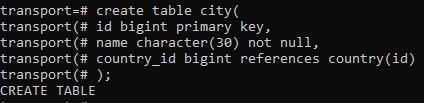 transport=# create table city(
transport(# id bigint primary key,
transport(# name character(30) not null,
transport(# country_id bigint references country(id)
transport(# );
CREATE TABLE